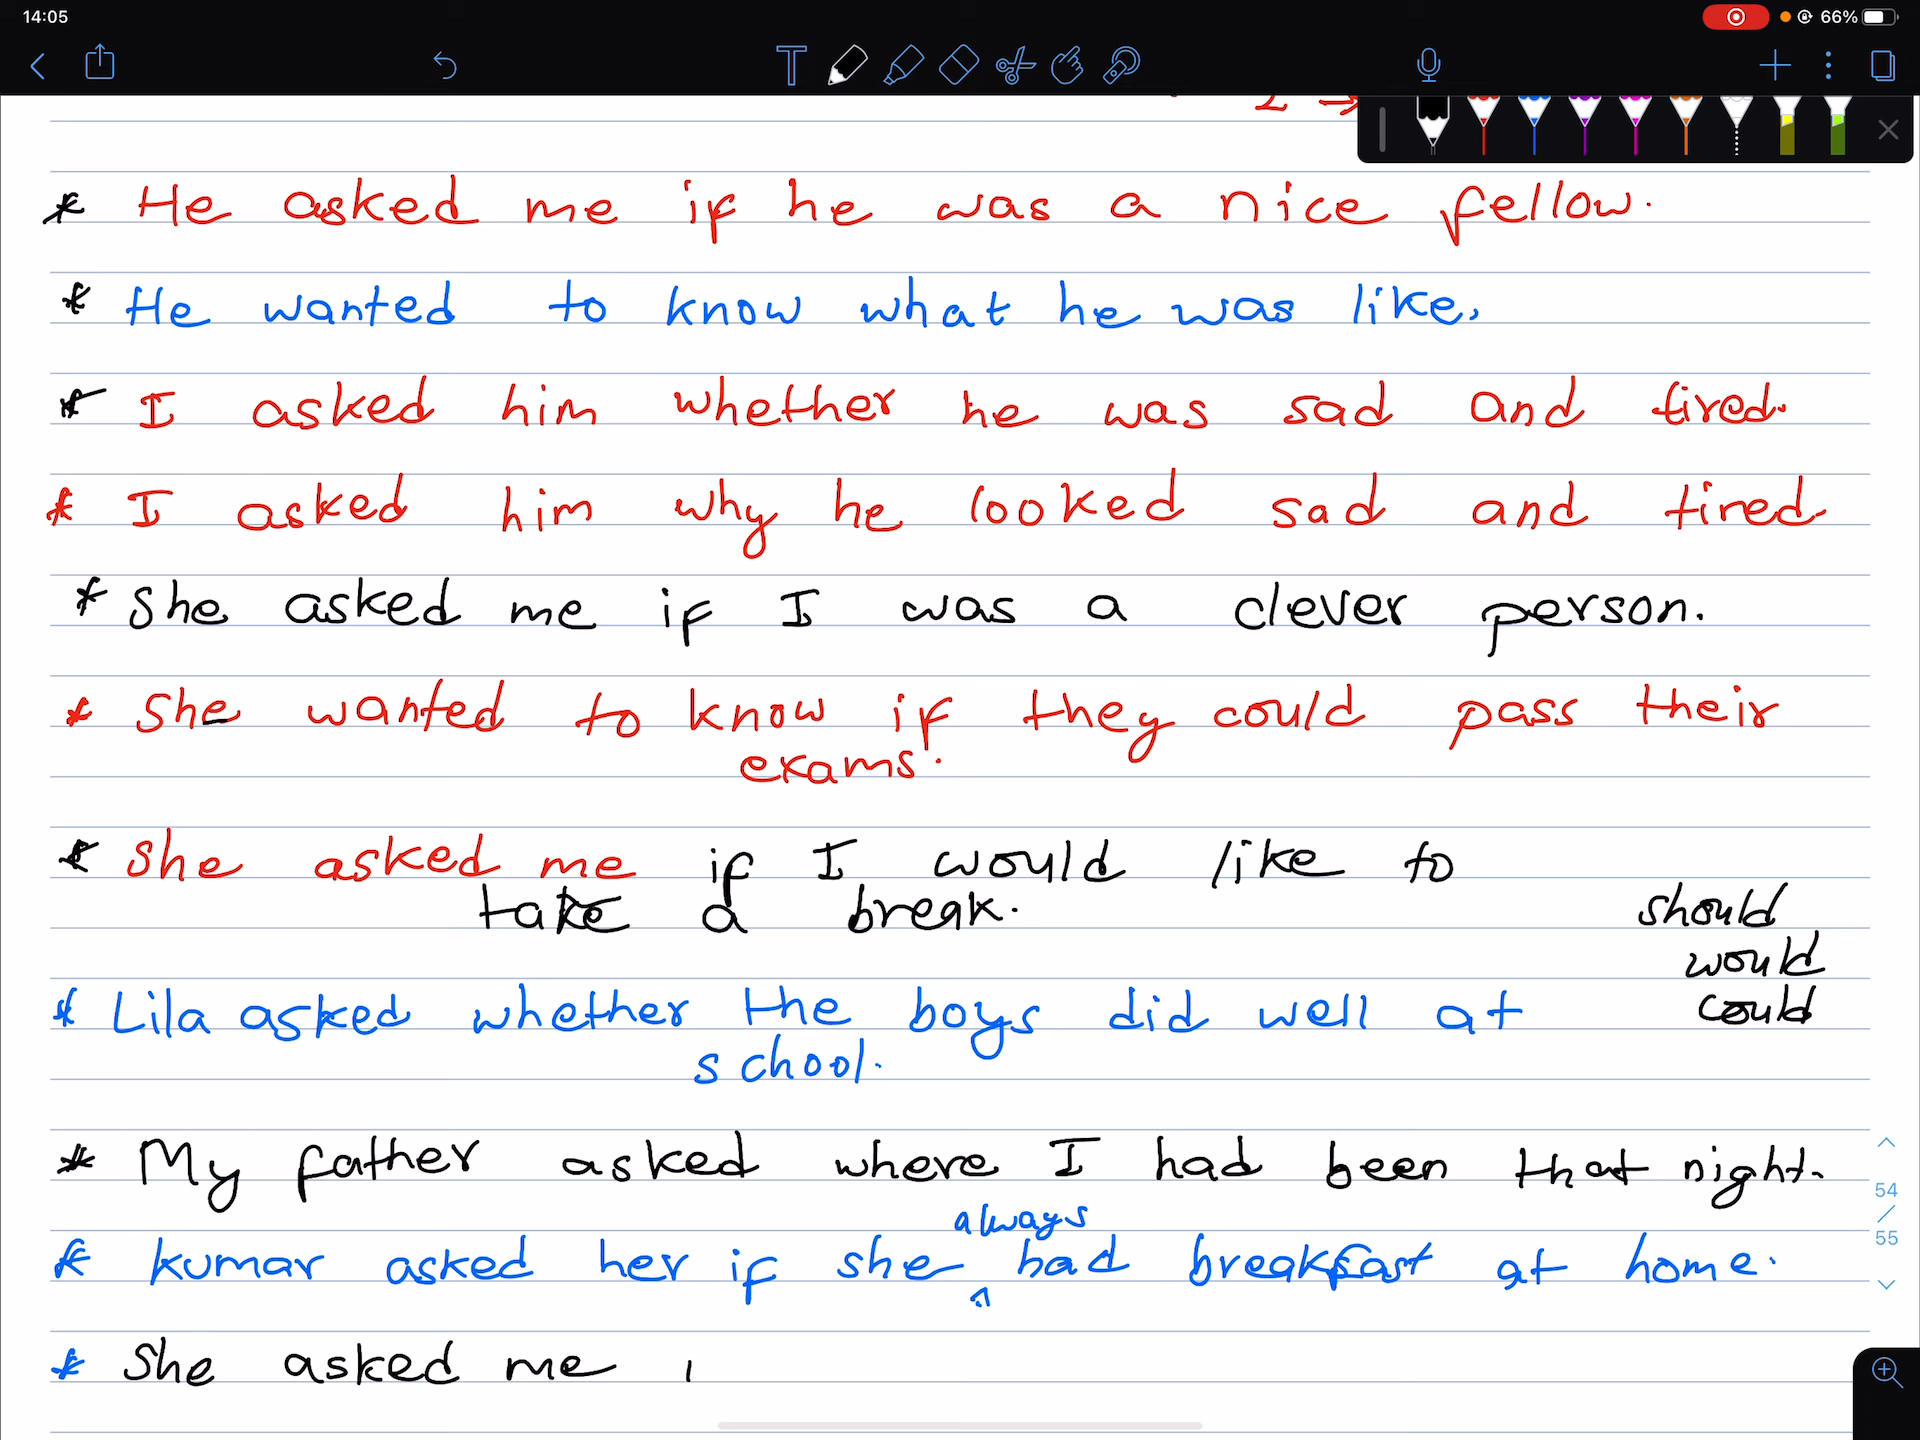 14:05
66%
T
2 →
* He asked me if he was a nice fellow.
* He wanted to know what he was like.
* I asked him whether he was sad and tired.
* I asked him why he looked sad and tired.
* She asked me if I was a clever person.
* She wanted to know if they could pass their
exams.
* She asked me if I would like to
take a break.
should
would
could
* Lila asked whether the boys did well at
school.
* My father asked where I had been that night.
always
* kumar asked her if she ^ had breakfast at home.
* She asked me
54
/
55